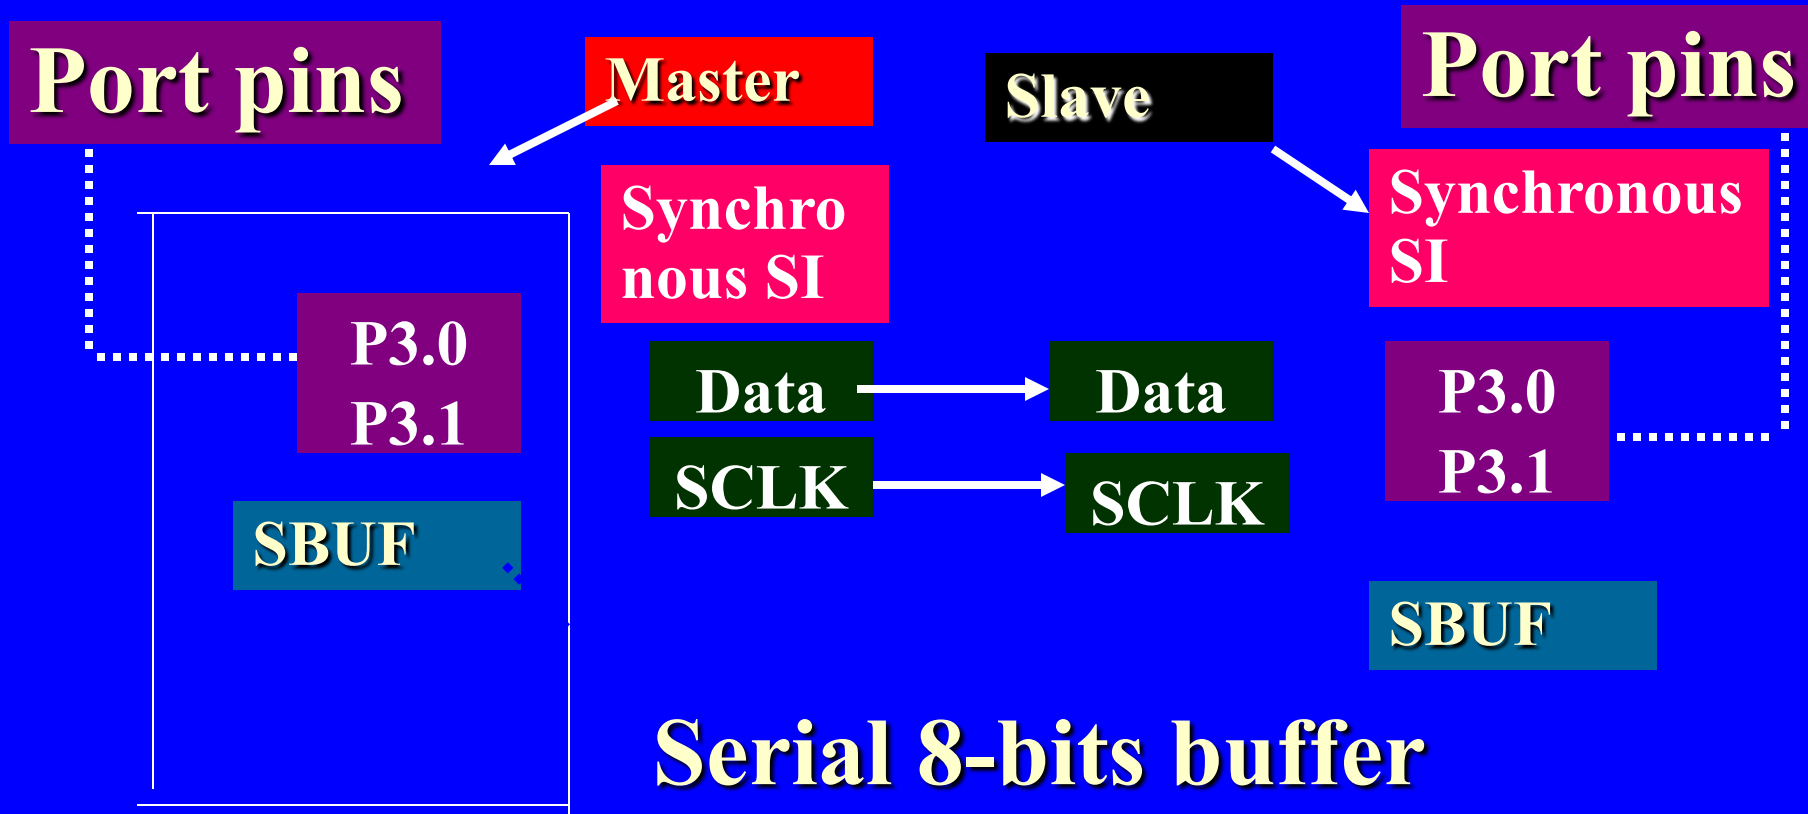 Port pins
Master
Slave
Port pins
Synchro
nous SI
Synchronous
SI
P3.0
P3.1
Data
Data
P3.0
P3.1
SCLK
SCLK
SBUF
SBUF
Serial 8-bits buffer